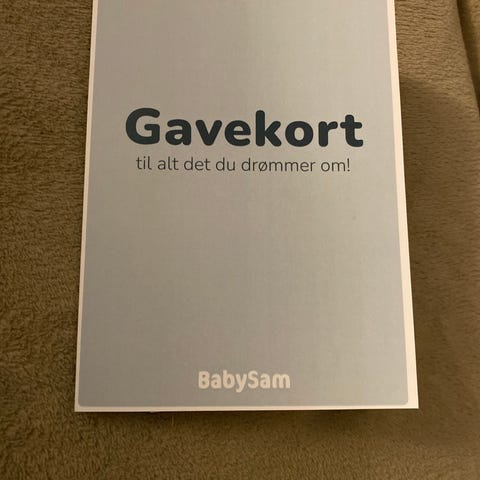 Gavekort
til alt det du drømmer om!
BabySam